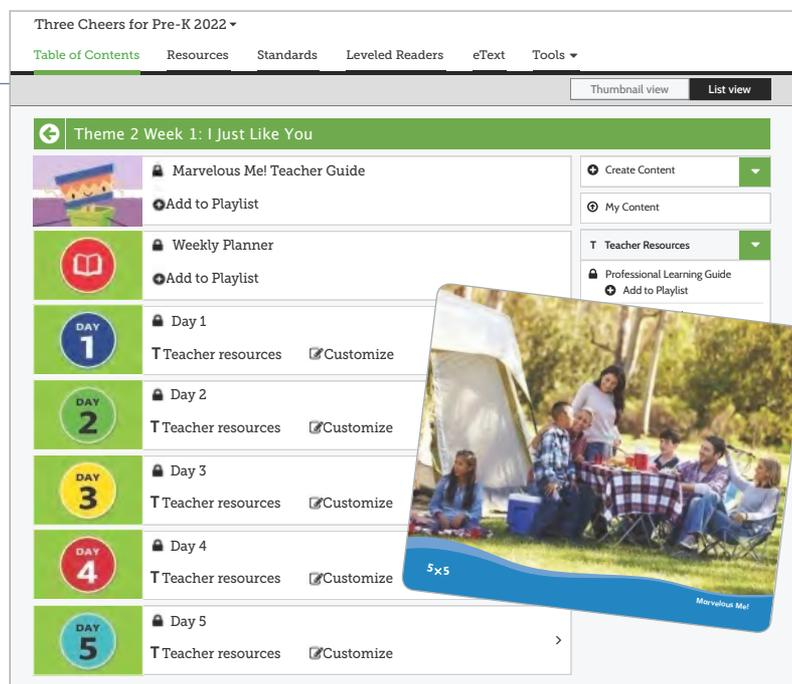 Three Cheers for Pre-K 2022
Table of Contents Resources Standards Leveled Readers eText Tools
Thumbnail view List view
Theme 2 Week 1: I Just Like You
Marvelous Me! Teacher Guide
Add to Playlist
Weekly Planner
Add to Playlist
DAY 1
Day 1
T Teacher resources Customize
DAY 2
Day 2
T Teacher resources Customize
DAY 3
Day 3
T Teacher resources Customize
DAY 4
Day 4
T Teacher resources Customize
DAY 5
Day 5
T Teacher resources Customize
Create Content
My Content
T Teacher Resources
Professional Learning Guide
Add to Playlist
5×5
Marvelous Me!